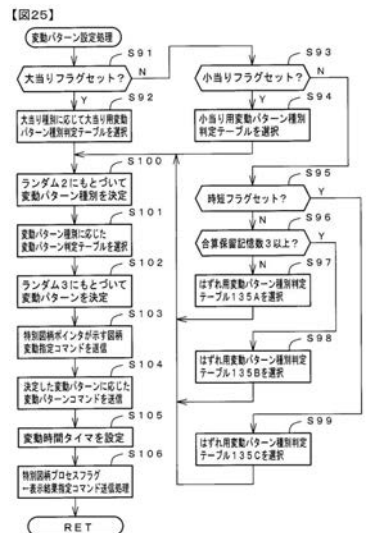 【図25】
変動パターン設定処理
S91
大当りフラグセット?
N
Y
S92
大当り種別に応じて大当り用変動
パターン種別判定テーブルを選択
S93
小当りフラグセット?
N
Y
S94
小当り用変動パターン種別
判定テーブルを選択
S95
時短フラグセット?
Y
N
S96
合算保留記憶数3以上?
Y
N
S97
はずれ用変動パターン種別判定
テーブル135Aを選択
S98
はずれ用変動パターン種別判定
テーブル135Bを選択
S99
はずれ用変動パターン種別判定
テーブル135Cを選択
S100
ランダム2にもとづいて
変動パターン種別を決定
S101
変動パターン種別に応じた
変動パターン判定テーブルを選択
S102
ランダム3にもとづいて
変動パターンを決定
S103
特別図柄ポインタが示す図柄
変動指定コマンドを送信
S104
決定した変動パターンに応じた
変動パターンコマンドを送信
S105
変動時間タイマを設定
S106
特別図柄プロセスフラグ
←表示結果指定コマンド送信処理
RET